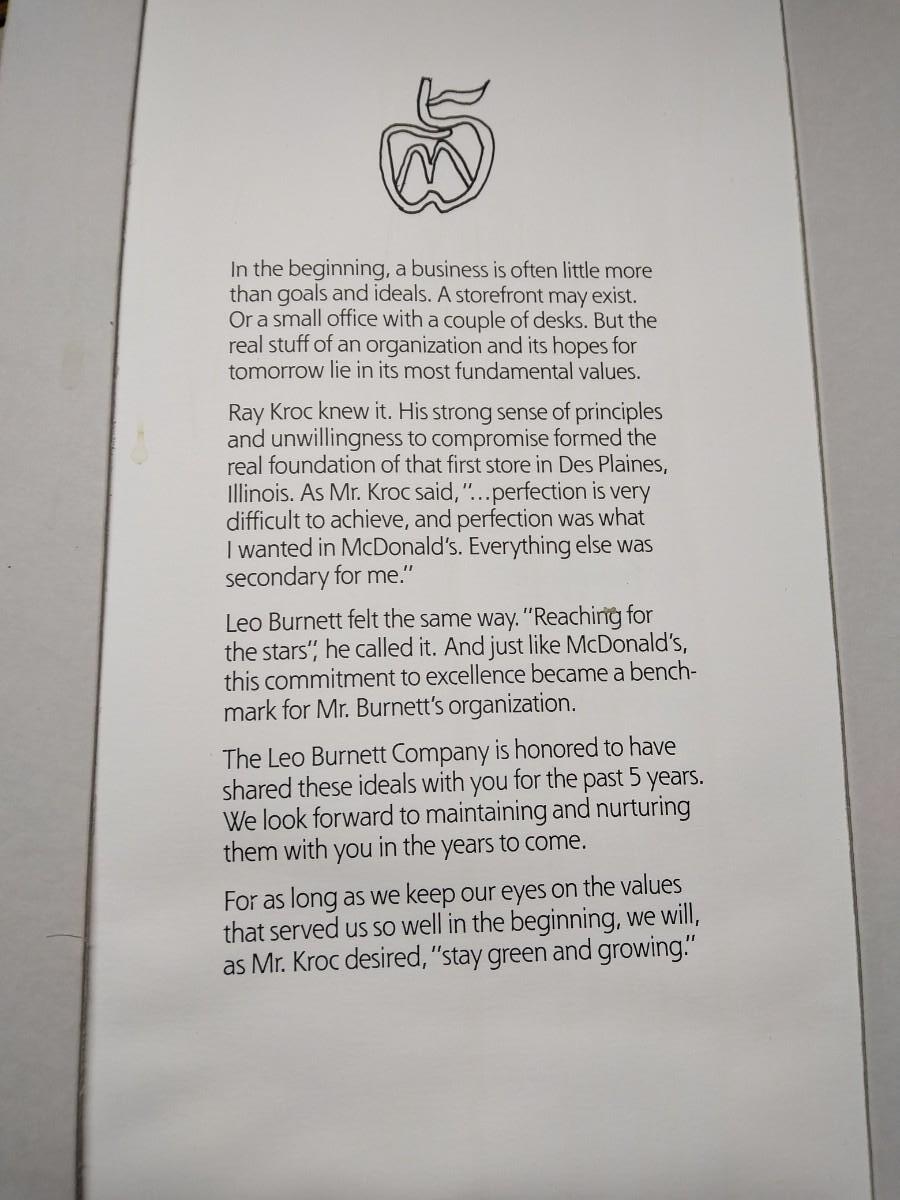 In the beginning, a business is often little more
than goals and ideals. A storefront may exist.
Or a small office with a couple of desks. But the
real stuff of an organization and its hopes for
tomorrow lie in its most fundamental values.
Ray Kroc knew it. His strong sense of principles
and unwillingness to compromise formed the
real foundation of that first store in Des Plaines,
Illinois. As Mr. Kroc said, "...perfection is very
difficult to achieve, and perfection was what
I wanted in McDonald's. Everything else was
secondary for me."
Leo Burnett felt the same way. "Reaching for
the stars", he called it. And just like McDonald's,
this commitment to excellence became a bench-
mark for Mr. Burnett's organization.
The Leo Burnett Company is honored to have
shared these ideals with you for the past 5 years.
We look forward to maintaining and nurturing
them with you in the years to come.
For as long as we keep our eyes on the values
that served us so well in the beginning, we will,
as Mr. Kroc desired, "stay green and growing."